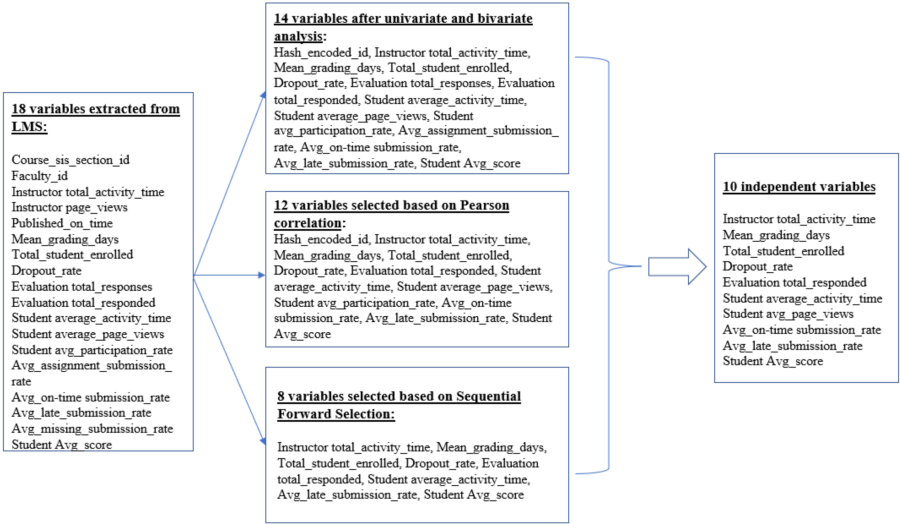 18 variables extracted from
LMS:
Course_sis_section_id
Faculty_id
Instructor total_activity_time
Instructor page_views
Published_on_time
Mean_grading_days
Total_student_enrolled
Dropout_rate
Evaluation total_responses
Evaluation total_responded
Student average_activity_time
Student average_page_views
Student avg_participation_rate
Avg_assignment_submission_
rate
Avg_on-time submission_rate
Avg_late_submission_rate
Avg_missing_submission_rate
Student Avg_score
14 variables after univariate and bivariate
analysis:
Hash_encoded_id, Instructor total_activity_time,
Mean_grading_days, Total_student_enrolled,
Dropout_rate, Evaluation total_responses, Evaluation
total_responded, Student average_activity_time,
Student average_page_views, Student
avg_participation_rate, Avg_assignment_submission_
rate, Avg_on-time submission_rate,
Avg_late_submission_rate, Student Avg_score
12 variables selected based on Pearson
correlation:
Hash_encoded_id, Instructor total_activity_time,
Mean_grading_days, Total_student_enrolled,
Dropout_rate, Evaluation total_responded, Student
average_activity_time, Student average_page_views,
Student avg_participation_rate, Avg_on-time
submission_rate, Avg_late_submission_rate, Student
Avg_score
8 variables selected based on Sequential
Forward Selection:
Instructor total_activity_time, Mean_grading_days,
Total_student_enrolled, Dropout_rate, Evaluation
total_responded, Student average_activity_time,
Avg_late_submission_rate, Student Avg_score
10 independent variables
Instructor total_activity_time
Mean_grading_days
Total_student_enrolled
Dropout_rate
Evaluation total_responded
Student average_activity_time
Student avg_page_views
Avg_on-time submission_rate
Avg_late_submission_rate
Student Avg_score